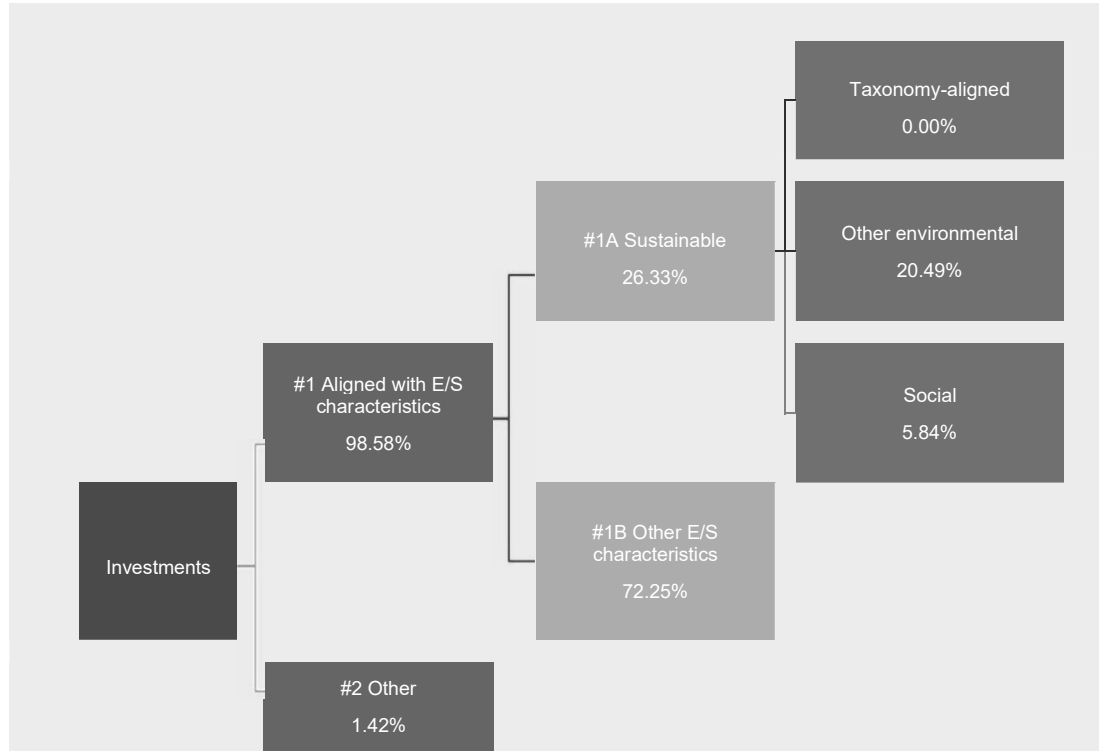 Taxonomy-aligned
0.00%
#1A Sustainable
26.33%
Other environmental
20.49%
#1 Aligned with E/S
characteristics
98.58%
Social
5.84%
Investments
#1B Other E/S
characteristics
72.25%
#2 Other
1.42%